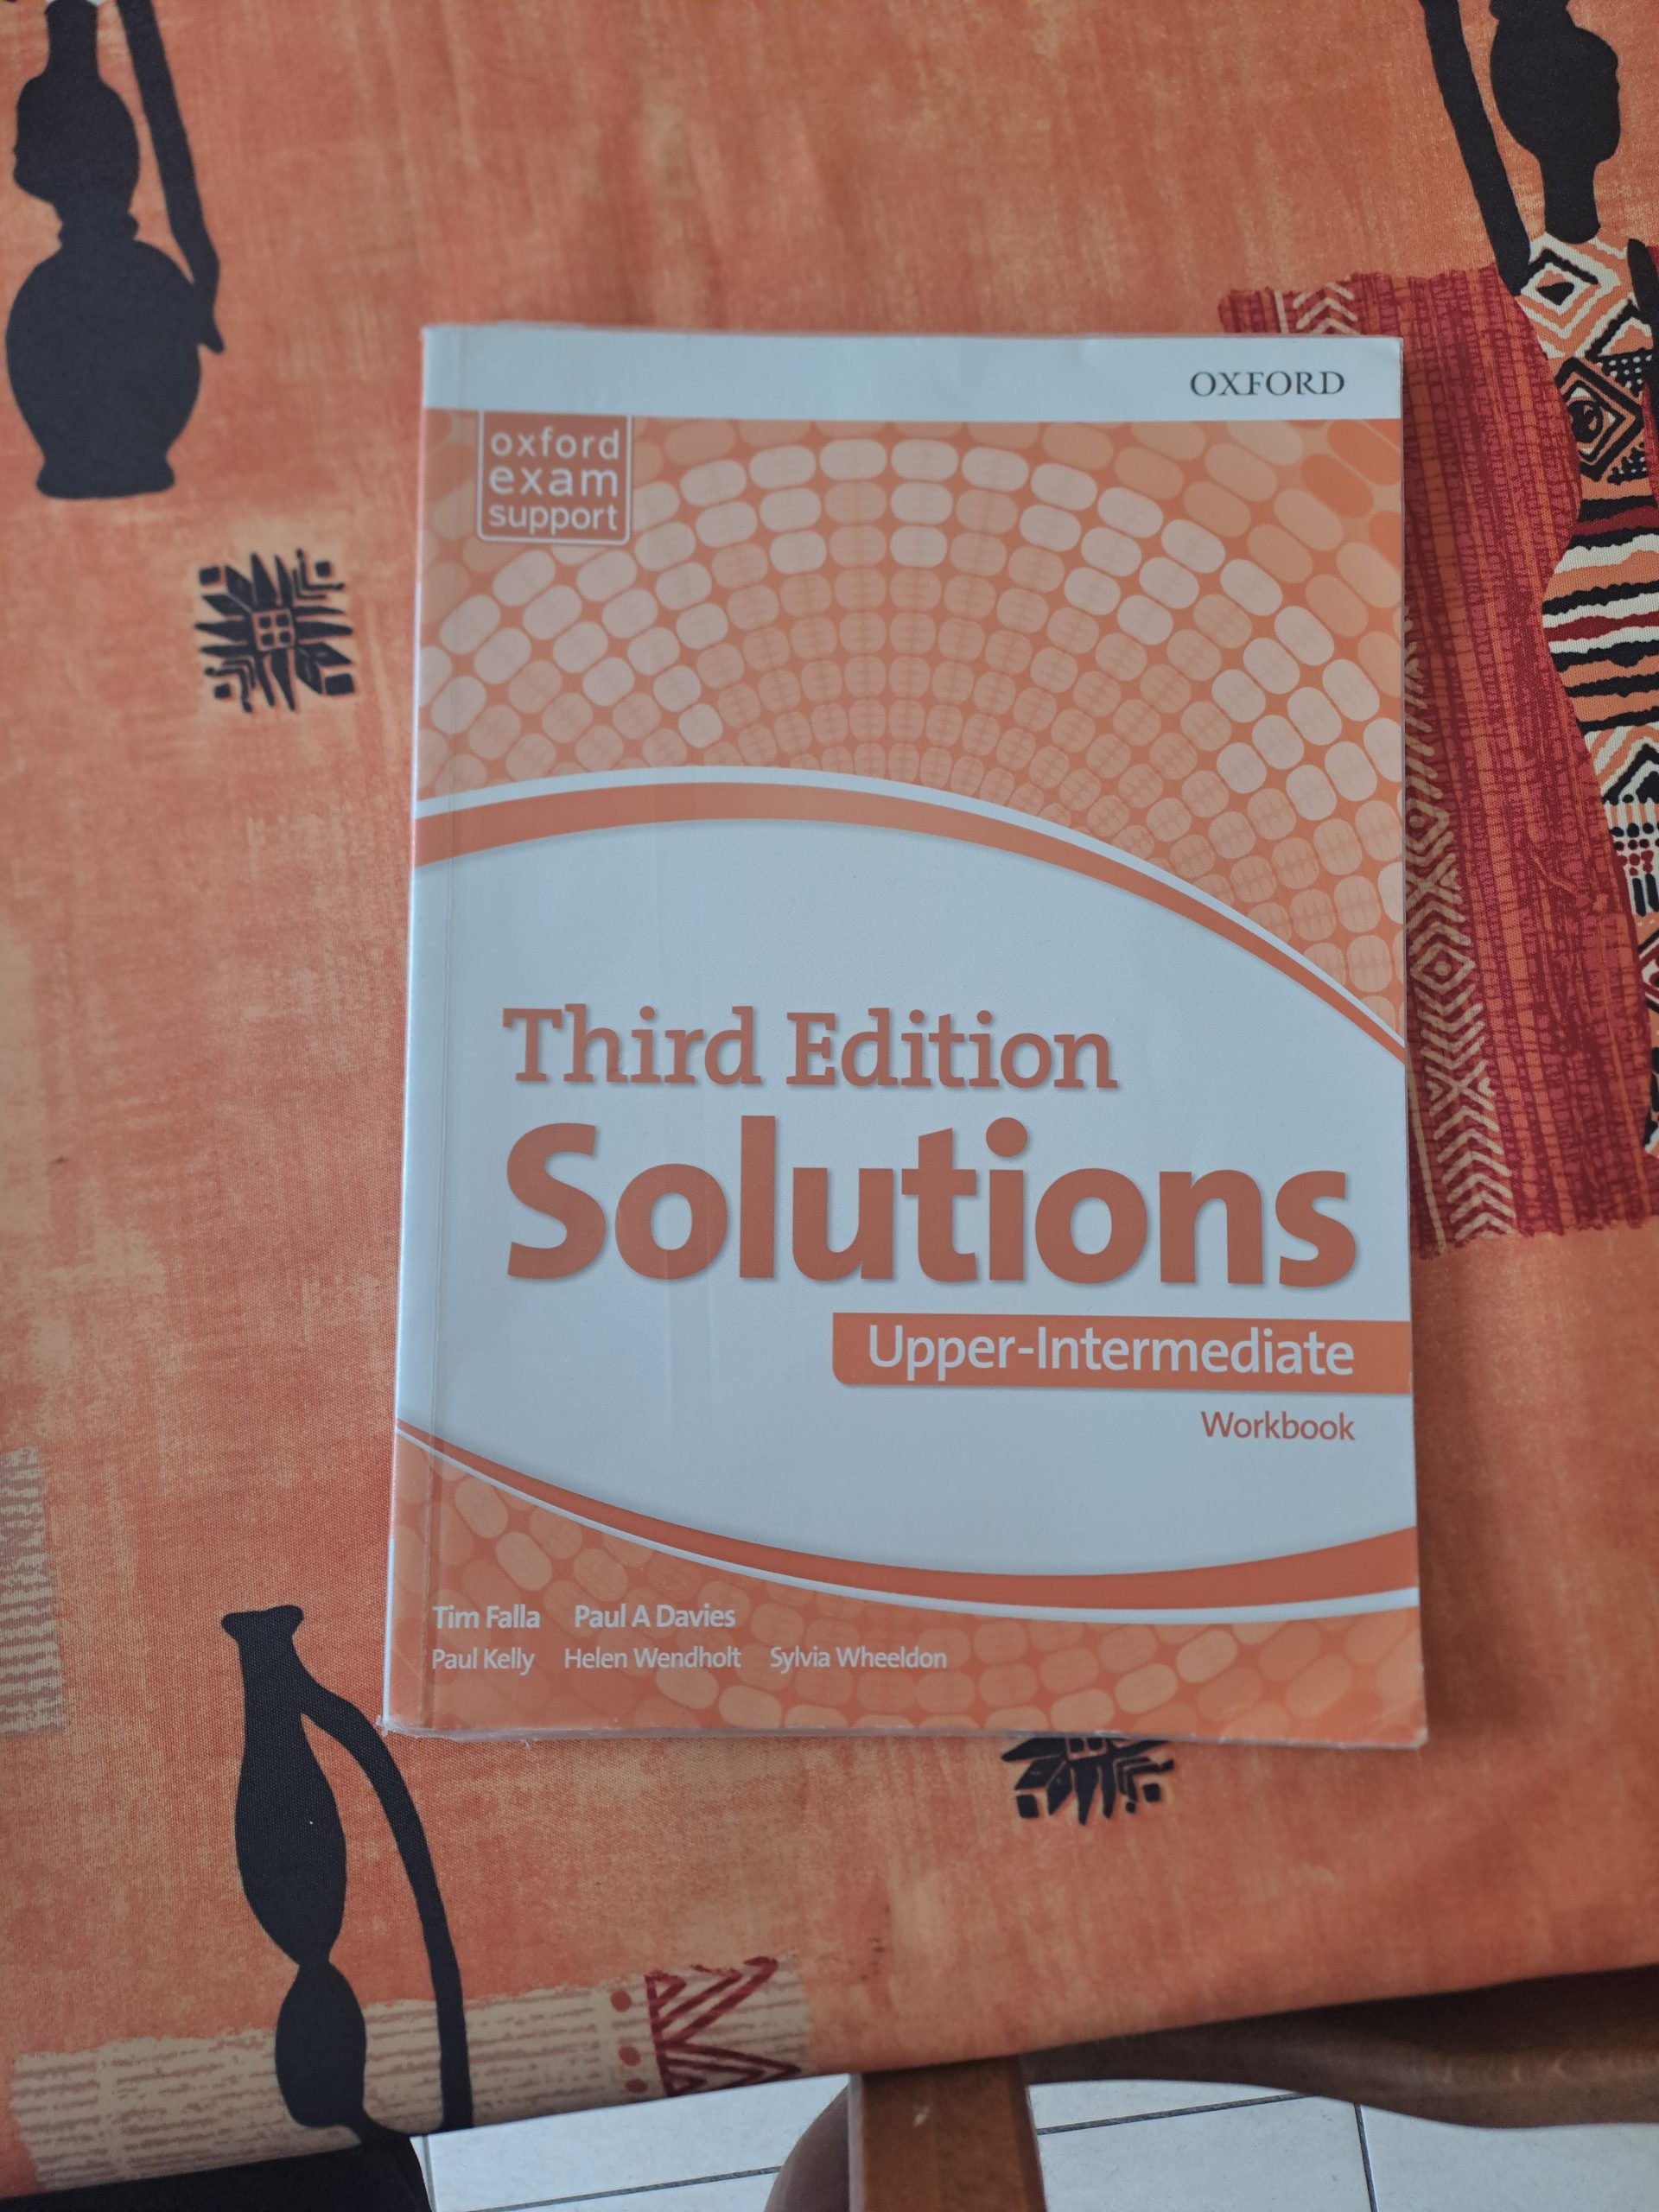 OXFORD
oxford
exam
support
Third Edition
Solutions
Upper-Intermediate
Workbook
Tim Falla Paul A Davies
Paul Kelly Helen Wendholt Sylvia Wheeldon